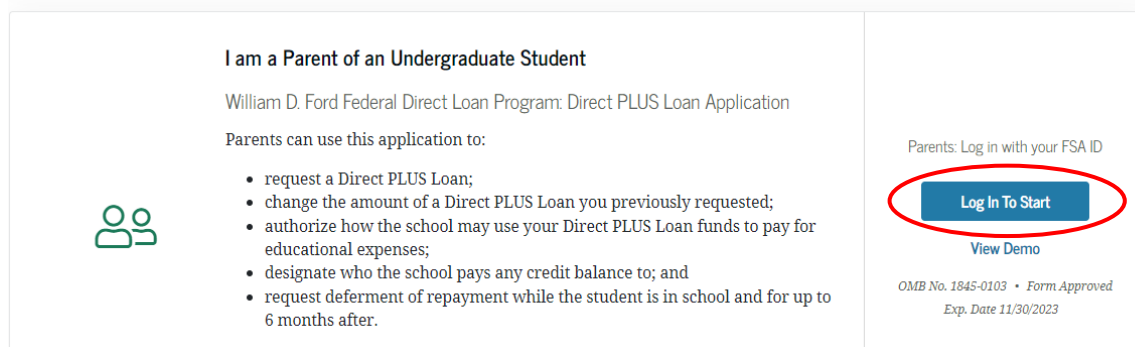 I am a Parent of an Undergraduate Student
William D. Ford Federal Direct Loan Program: Direct PLUS Loan Application
Parents can use this application to:
• request a Direct PLUS Loan;
• change the amount of a Direct PLUS Loan you previously requested;
• authorize how the school may use your Direct PLUS Loan funds to pay for
educational expenses;
• designate who the school pays any credit balance to; and
• request deferment of repayment while the student is in school and for up to
6 months after.
Parents: Log in with your FSA ID
Log In To Start
View Demo
OMB No. 1845-0103 • Form Approved
Exp. Date 11/30/2023